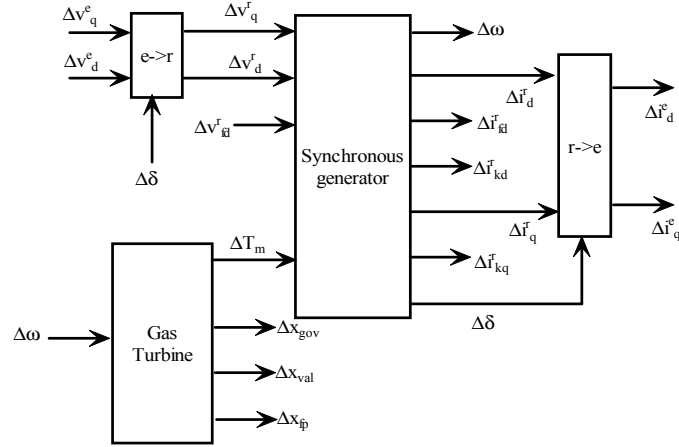 Δv^e_q
Δv^e_d
e->r
Δδ
Δv^r_q
Δv^r_d
Δv^r_fd
ΔT_m
Synchronous
generator
Δω
Δi^r_d
Δi^r_fd
Δi^r_kd
Δi^r_q
Δi^r_kq
Δδ
r->e
Δi^e_d
Δi^e_q
Δω
Gas
Turbine
Δx_gov
Δx_val
Δx_fp